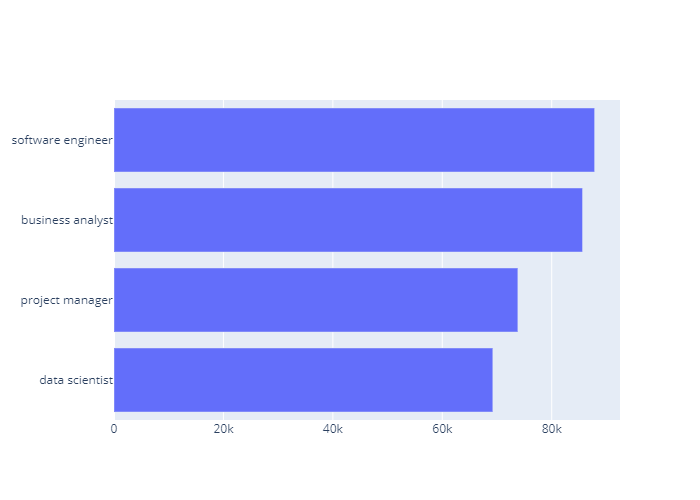 software engineer
business analyst
project manager
data scientist
0 20k 40k 60k 80k